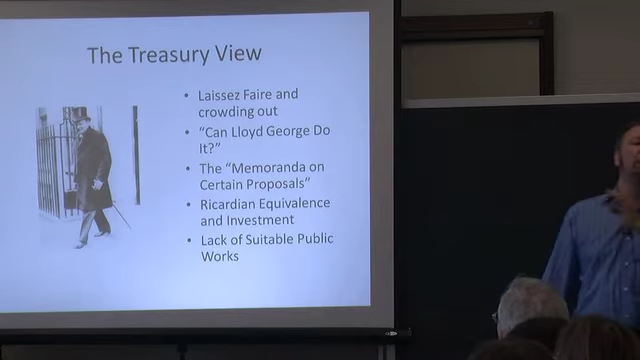 The Treasury View
• Laissez Faire and
crowding out
• “Can Lloyd George Do
It?”
• The “Memoranda on
Certain Proposals”
• Ricardian Equivalence
and Investment
• Lack of Suitable Public
Works